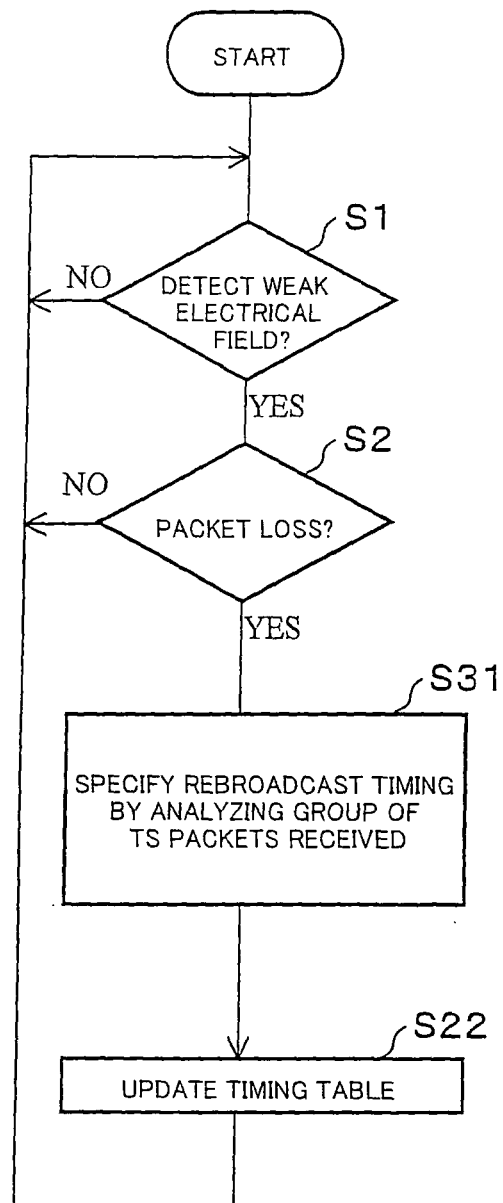 START
S1
NO
DETECT WEAK
ELECTRICAL
FIELD?
YES
S2
NO
PACKET LOSS?
YES
S31
SPECIFY REBROADCAST TIMING
BY ANALYZING GROUP OF
TS PACKETS RECEIVED
S22
UPDATE TIMING TABLE